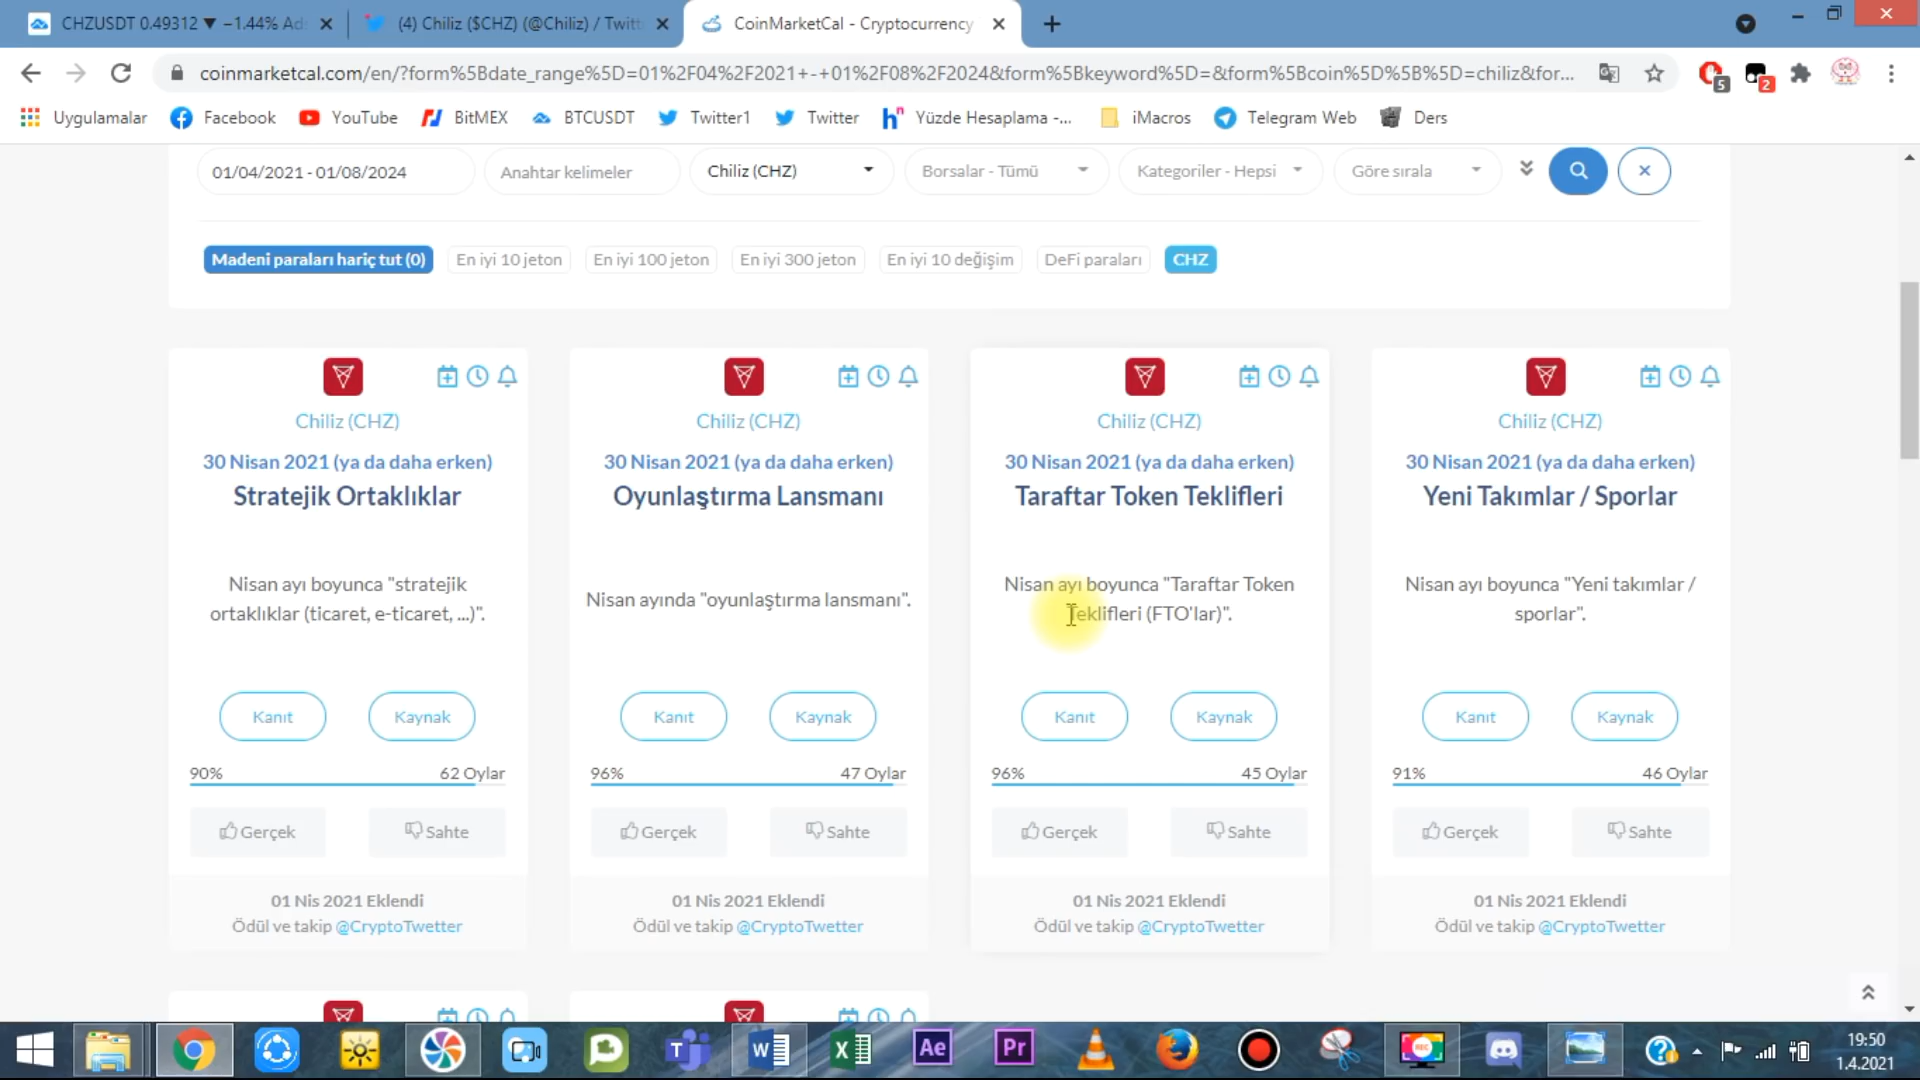 CHZUSDT 0.49312 ▼ −1.44% Ad
(4) Chiliz ($CHZ) (@Chiliz) / Twitt
CoinMarketCal - Cryptocurrency
coinmarketcal.com/en/?form%5Bdate_range%5D=01%2F04%2F2021+-+01%2F08%2F2024&form%5Bkeyword%5D=&form%5Bcoin%5D%5B%5D=chiliz&for...
5
2
Uygulamalar
Facebook
YouTube
BitMEX
BTCUSDT
Twitter1
Twitter
Yüzde Hesaplama -...
iMacros
Telegram Web
Ders
01/04/2021 - 01/08/2024
Anahtar kelimeler
Chiliz (CHZ)
Borsalar - Tümü
Kategoriler - Hepsi
Göre sırala
Madeni paraları hariç tut (0)
En iyi 10 jeton
En iyi 100 jeton
En iyi 300 jeton
En iyi 10 değişim
DeFi paraları
CHZ
Chiliz (CHZ)
30 Nisan 2021 (ya da daha erken)
Stratejik Ortaklıklar
Nisan ayı boyunca "stratejik
ortaklıklar (ticaret, e-ticaret, ...)".
Kanıt
Kaynak
90%
62 Oylar
Gerçek
Sahte
01 Nis 2021 Eklendi
Ödül ve takip @CryptoTwetter
Chiliz (CHZ)
30 Nisan 2021 (ya da daha erken)
Oyunlaştırma Lansmanı
Nisan ayında "oyunlaştırma lansmanı".
Kanıt
Kaynak
96%
47 Oylar
Gerçek
Sahte
01 Nis 2021 Eklendi
Ödül ve takip @CryptoTwetter
Chiliz (CHZ)
30 Nisan 2021 (ya da daha erken)
Taraftar Token Teklifleri
Nisan ayı boyunca "Taraftar Token
Teklifleri (FTO'lar)".
Kanıt
Kaynak
96%
45 Oylar
Gerçek
Sahte
01 Nis 2021 Eklendi
Ödül ve takip @CryptoTwetter
Chiliz (CHZ)
30 Nisan 2021 (ya da daha erken)
Yeni Takımlar / Sporlar
Nisan ayı boyunca "Yeni takımlar /
sporlar".
Kanıt
Kaynak
91%
46 Oylar
Gerçek
Sahte
01 Nis 2021 Eklendi
Ödül ve takip @CryptoTwetter
Ae
Pr
REC
19:50
1.4.2021